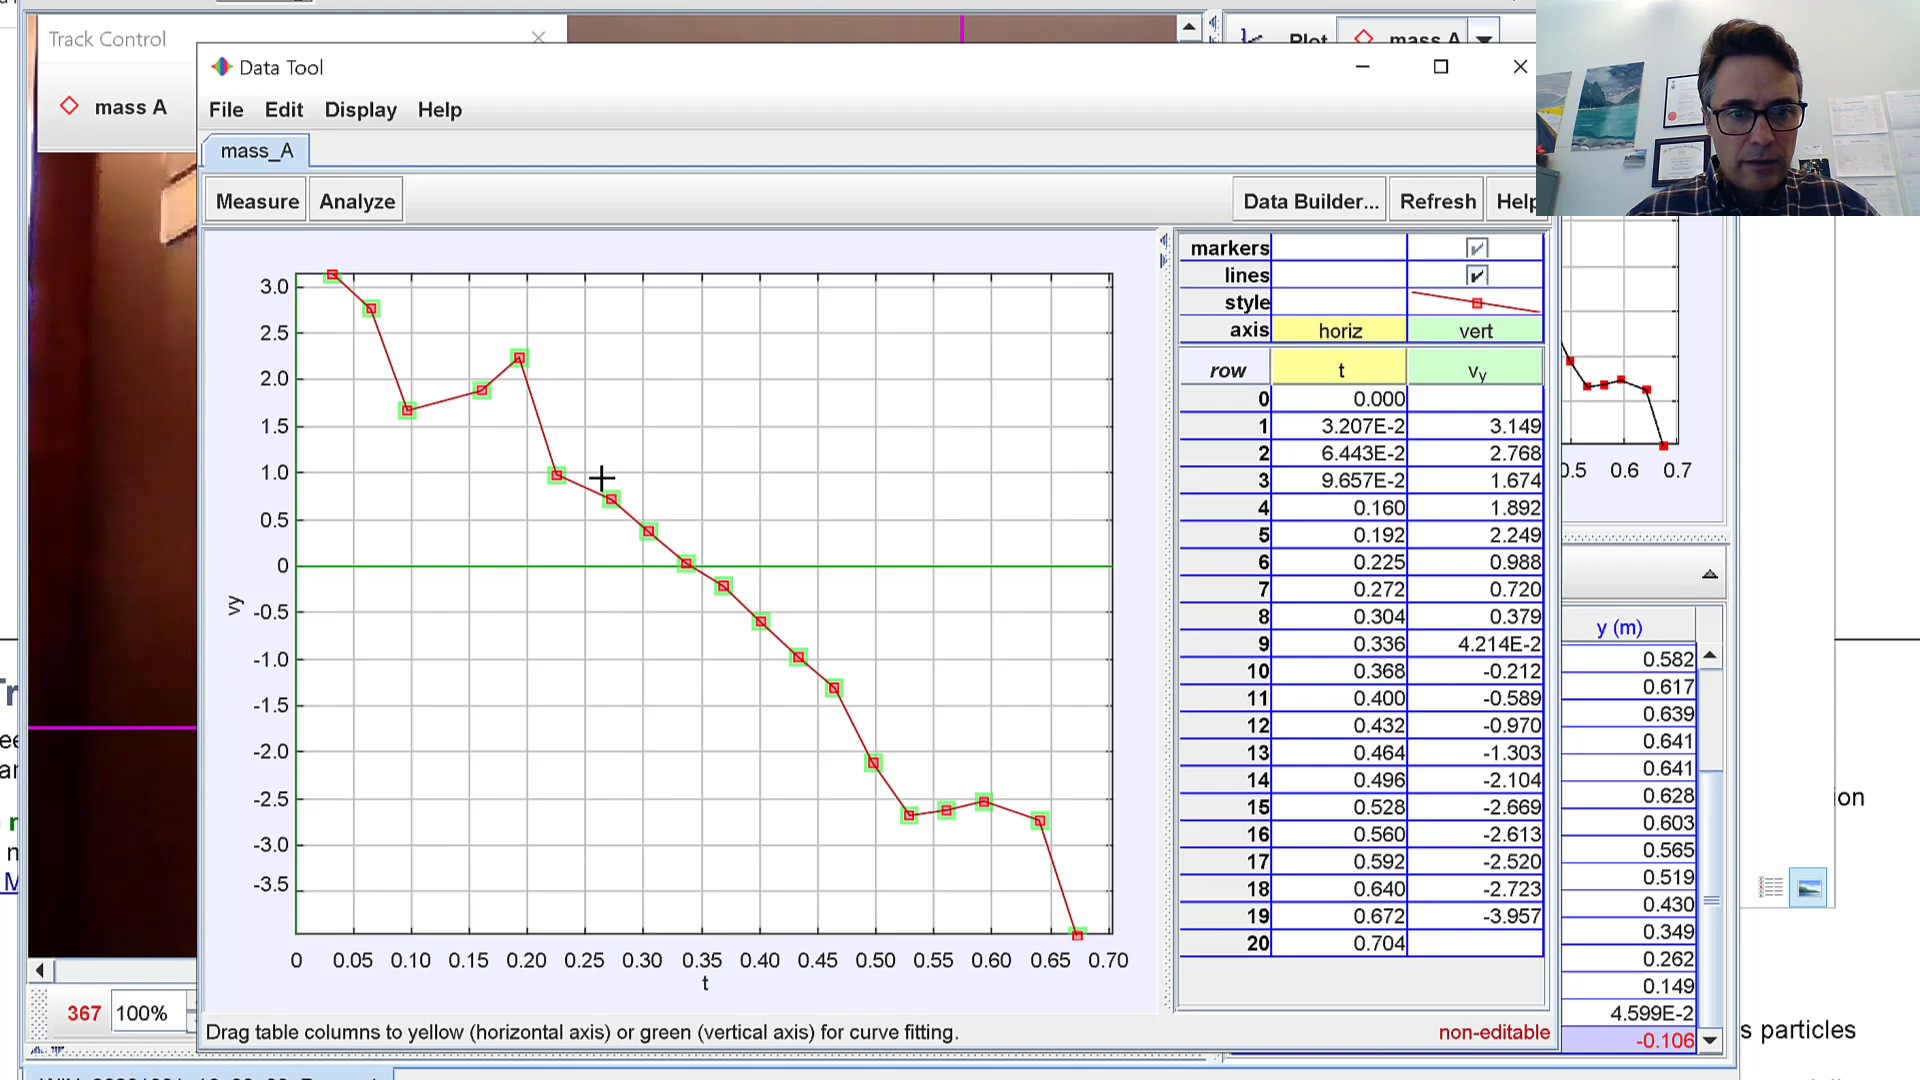 Track Control
Plot
mass A
Data Tool
mass A
File Edit Display Help
mass_A
Measure Analyze
Data Builder... Refresh Help
markers
lines
style
axis horiz vert
row t vy
0 0.000
1 3.207E-2 3.149
2 6.443E-2 2.768
3 9.657E-2 1.674
4 0.160 1.892
5 0.192 2.249
6 0.225 0.988
7 0.272 0.720
8 0.304 0.379
9 0.336 4.214E-2
10 0.368 -0.212
11 0.400 -0.589
12 0.432 -0.970
13 0.464 -1.303
14 0.496 -2.104
15 0.528 -2.669
16 0.560 -2.613
17 0.592 -2.520
18 0.640 -2.723
19 0.672 -3.957
20 0.704
3.0
2.5
2.0
1.5
1.0
0.5
0
-0.5
-1.0
-1.5
-2.0
-2.5
-3.0
-3.5
vy
0 0.05 0.10 0.15 0.20 0.25 0.30 0.35 0.40 0.45 0.50 0.55 0.60 0.65 0.70
t
0.5 0.6 0.7
y (m)
0.582
0.617
0.639
0.641
0.641
0.628
0.603
0.565
0.519
0.430
0.349
0.262
0.149
4.599E-2
-0.106
367 100%
Drag table columns to yellow (horizontal axis) or green (vertical axis) for curve fitting.
non-editable
s particles